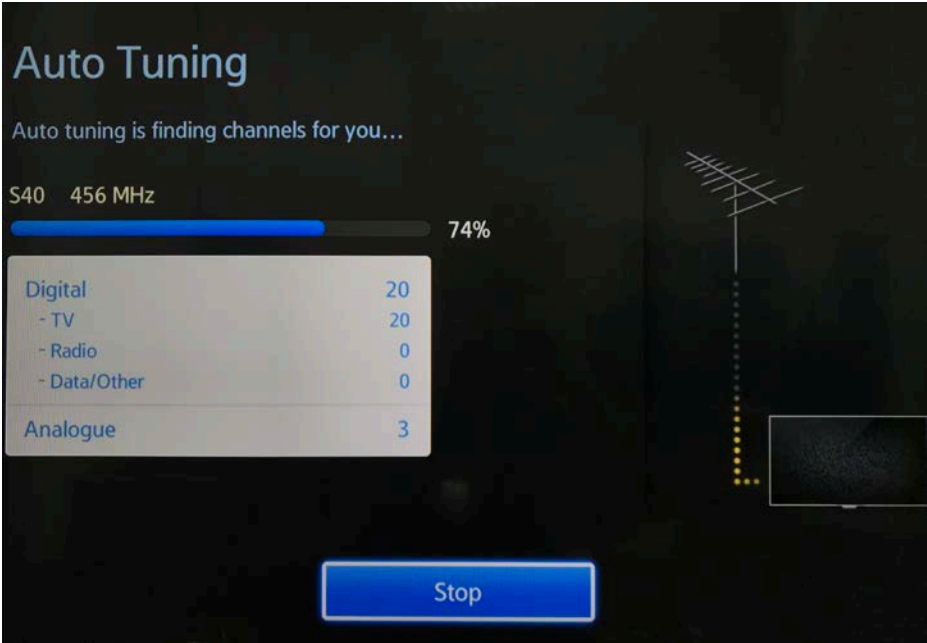 Auto Tuning
Auto tuning is finding channels for you...
S40 456 MHz
74%
Digital 20
- TV 20
- Radio 0
- Data/Other 0
Analogue 3
Stop